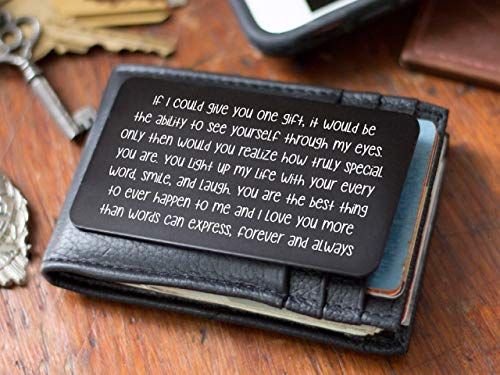 If I could give you one gift, it would be
the ability to see yourself through my eyes.
Only then would you realize how truly special
you are. You light up my life with your every
word, smile, and laugh. You are the best thing
to ever happen to me and I love you more
than words can express, forever and always